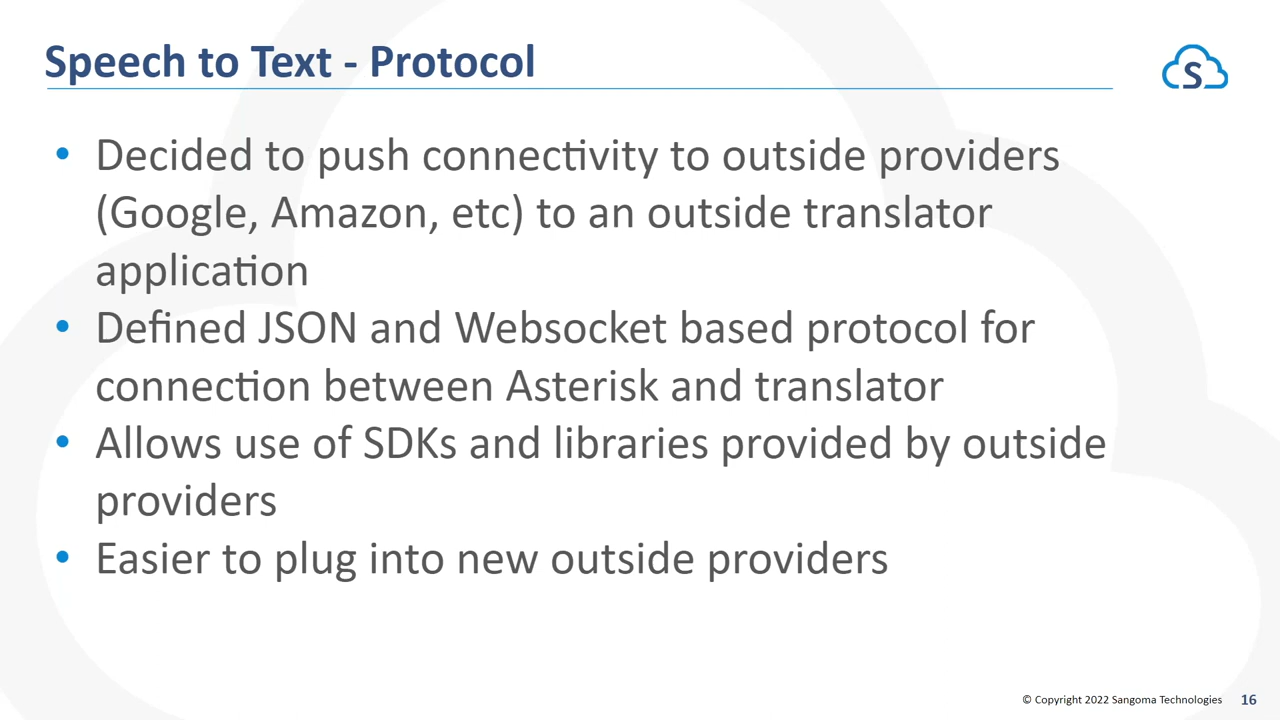 Speech to Text - Protocol
S
• Decided to push connectivity to outside providers
(Google, Amazon, etc) to an outside translator
application
• Defined JSON and Websocket based protocol for
connection between Asterisk and translator
• Allows use of SDKs and libraries provided by outside
providers
• Easier to plug into new outside providers
© Copyright 2022 Sangoma Technologies 16